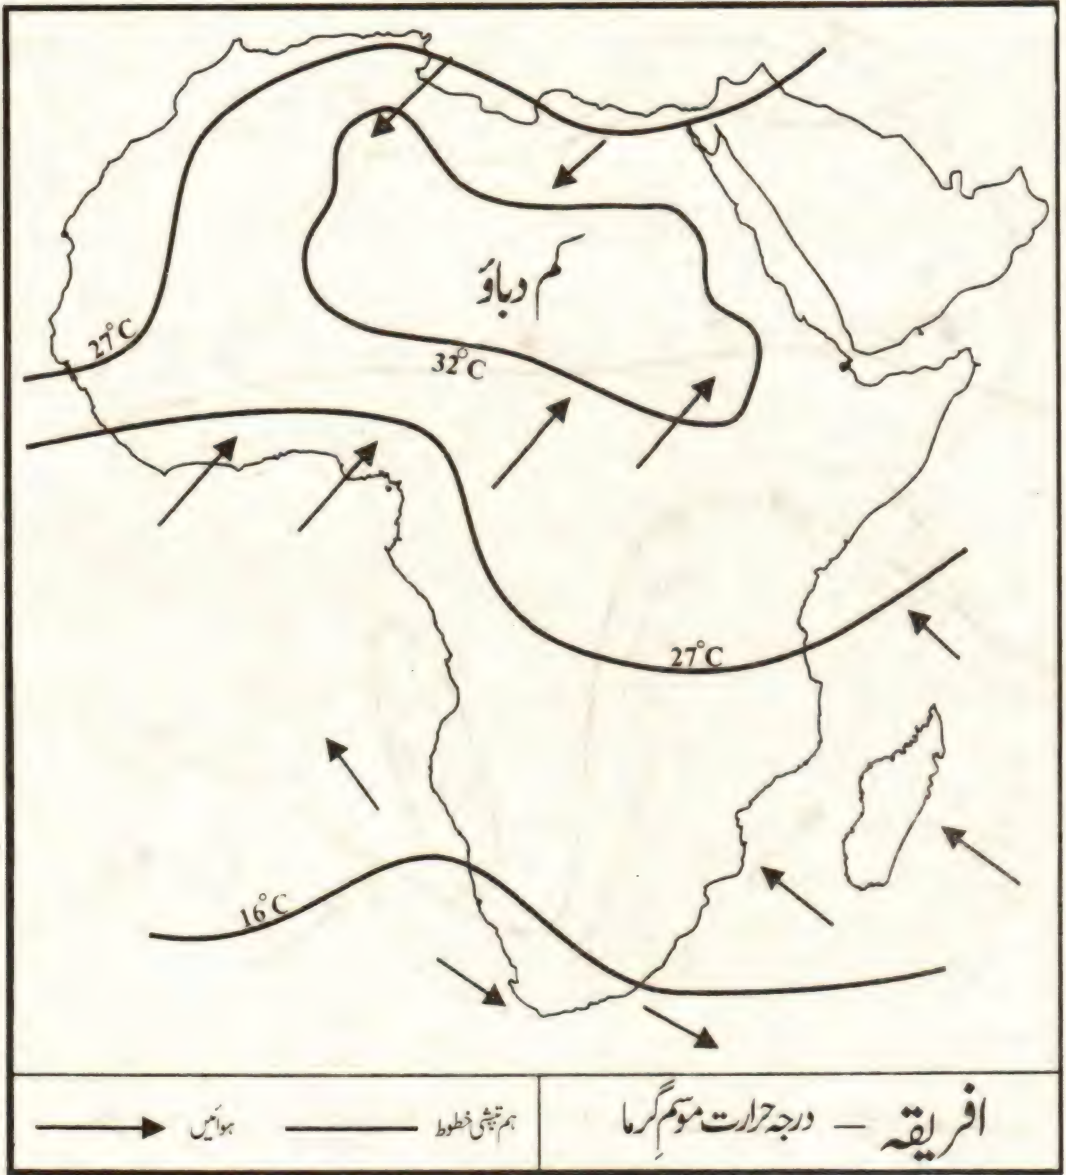 کم دباؤ
27°C
32°C
27°C
16°C
افریقہ — درجہ حرارت موسمِ گرما
ہم تپشی خطوط
ہوائیں